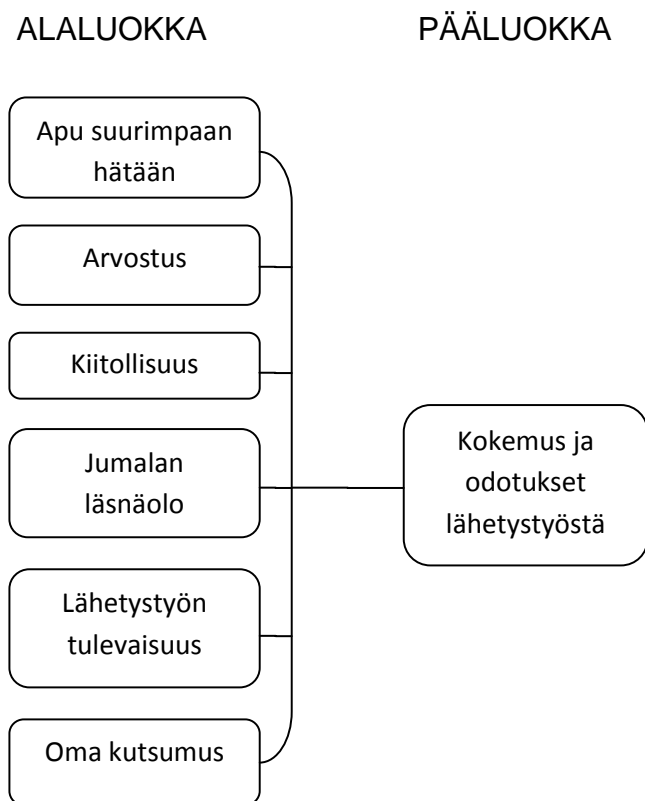 ALALUOKKA
PÄÄLUOKKA
Apu suurimpaan
hätään
Arvostus
Kiitollisuus
Jumalan
läsnäolo
Lähetystyön
tulevaisuus
Oma kutsumus
Kokemus ja
odotukset
lähetystyöstä